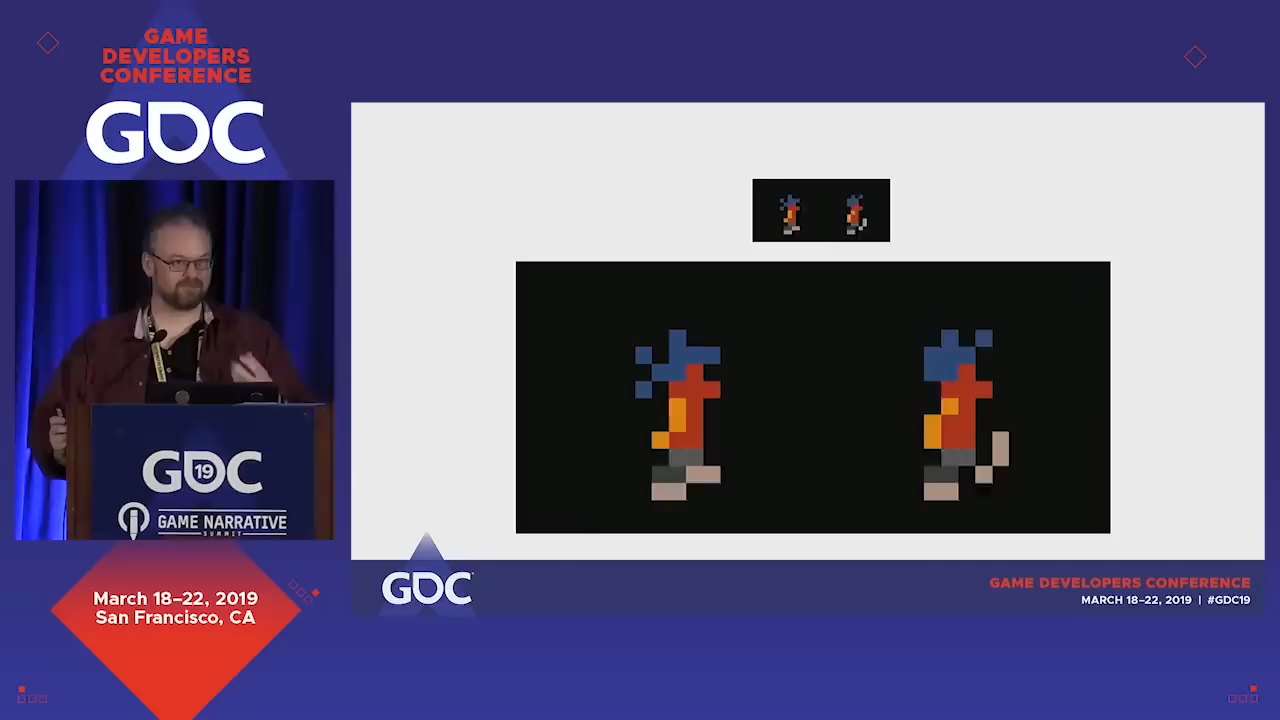 GAME
DEVELOPERS
CONFERENCE
GDC
GDC
19
GAME NARRATIVE
SUMMIT
March 18–22, 2019
San Francisco, CA
GDC
GAME DEVELOPERS CONFERENCE
MARCH 18–22, 2019 | #GDC19